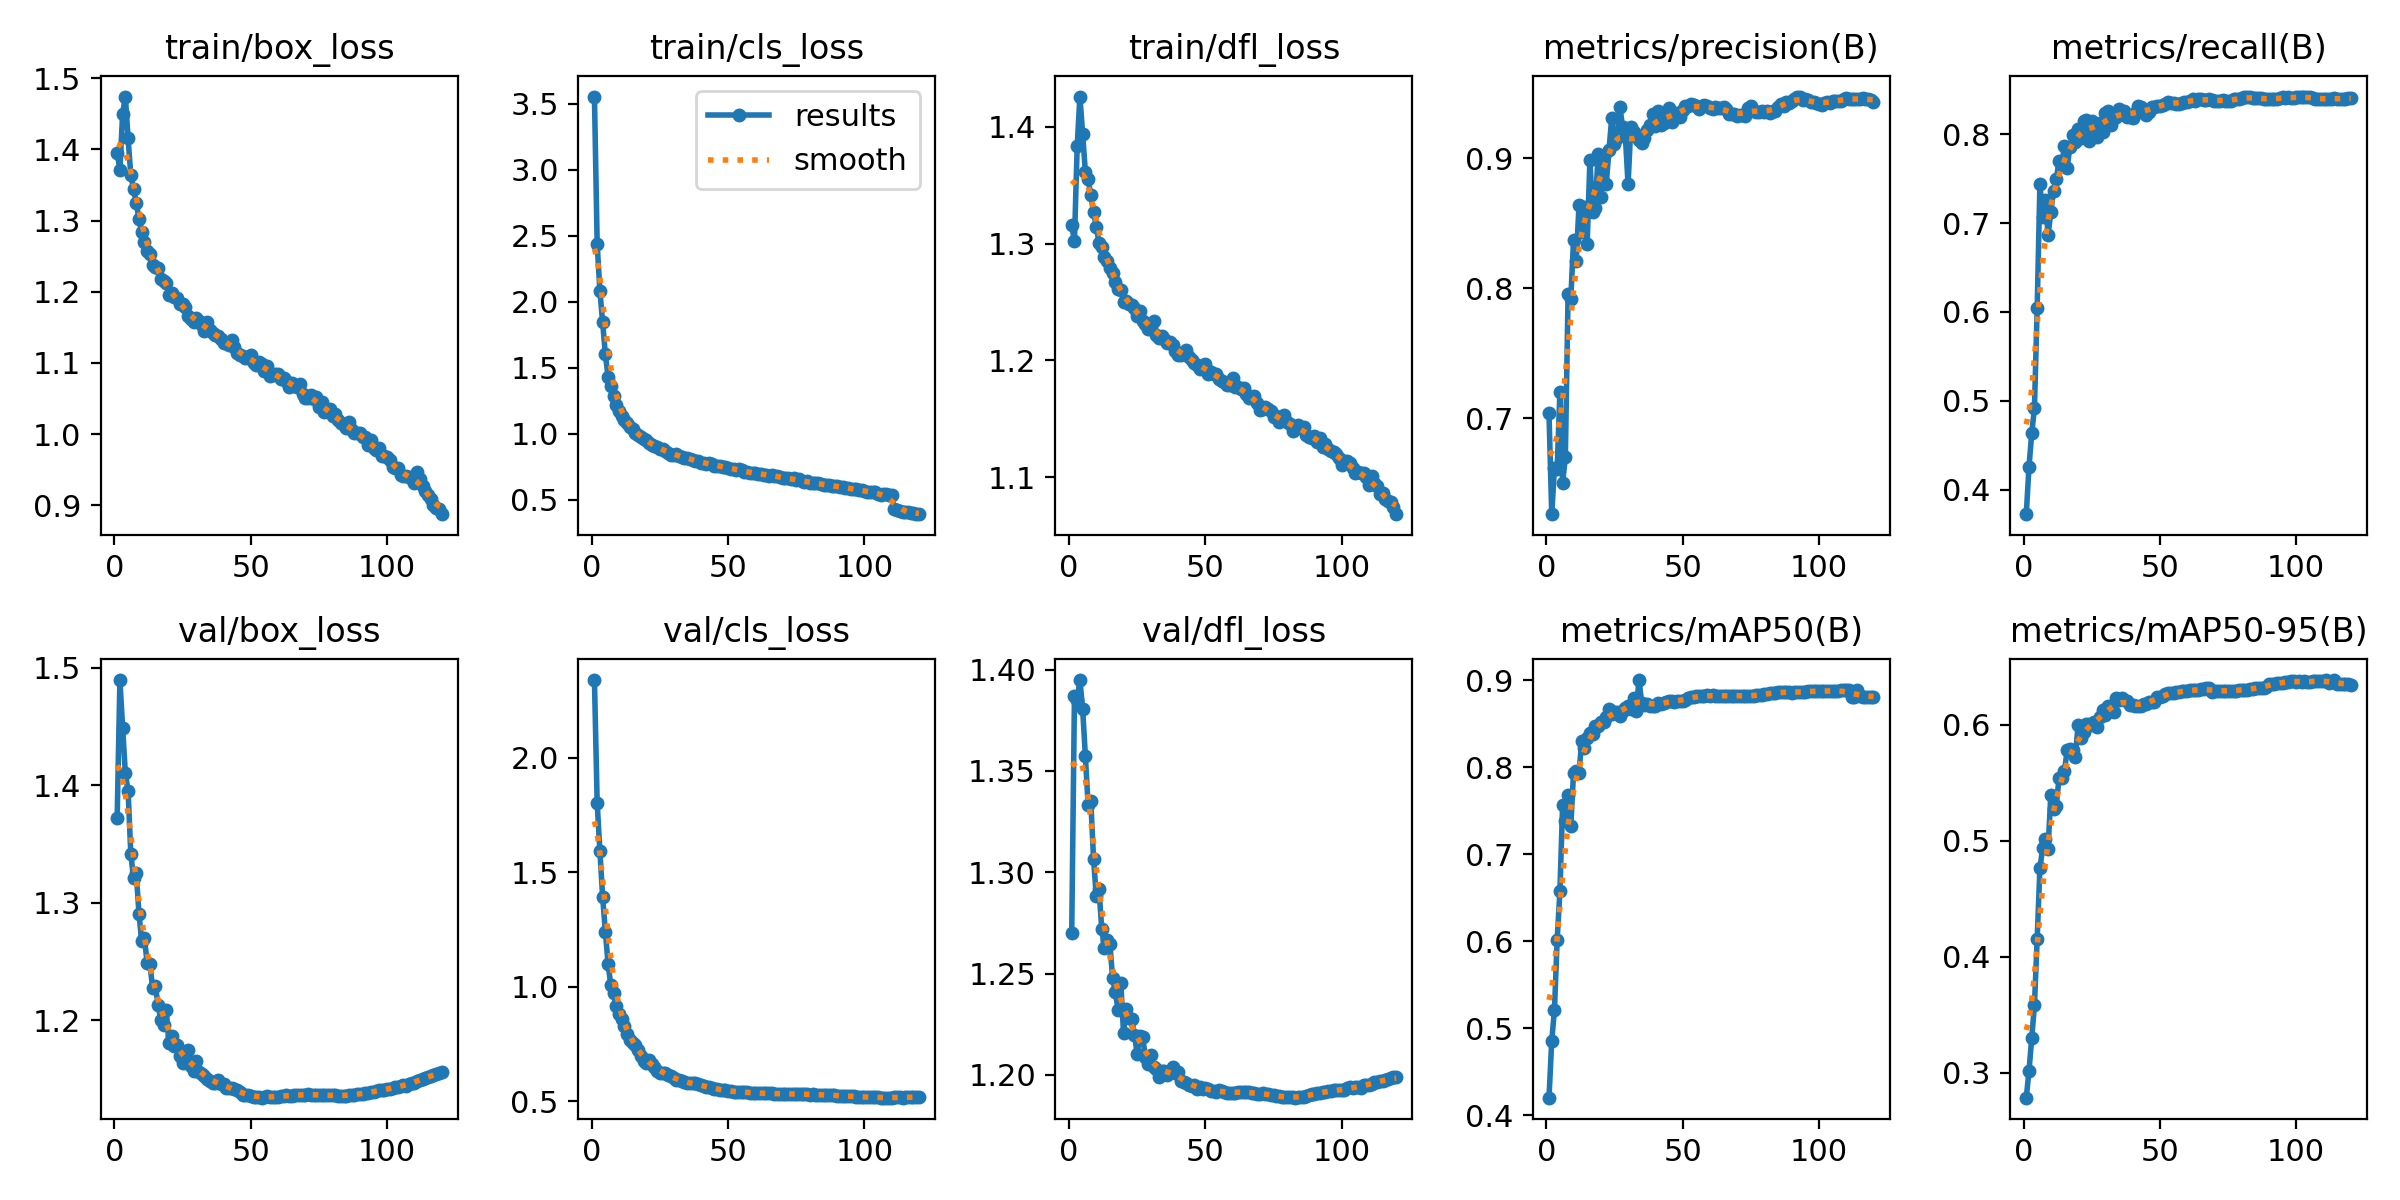 train/box_loss
1.5
1.4
1.3
1.2
1.1
1.0
0.9
0 50 100
train/cls_loss
results
smooth
3.5
3.0
2.5
2.0
1.5
1.0
0.5
0 50 100
train/dfl_loss
1.4
1.3
1.2
1.1
0 50 100
metrics/precision(B)
0.9
0.8
0.7
0 50 100
metrics/recall(B)
0.8
0.7
0.6
0.5
0.4
0 50 100
val/box_loss
1.5
1.4
1.3
1.2
0 50 100
val/cls_loss
2.0
1.5
1.0
0.5
0 50 100
val/dfl_loss
1.40
1.35
1.30
1.25
1.20
0 50 100
metrics/mAP50(B)
0.9
0.8
0.7
0.6
0.5
0.4
0 50 100
metrics/mAP50-95(B)
0.6
0.5
0.4
0.3
0 50 100